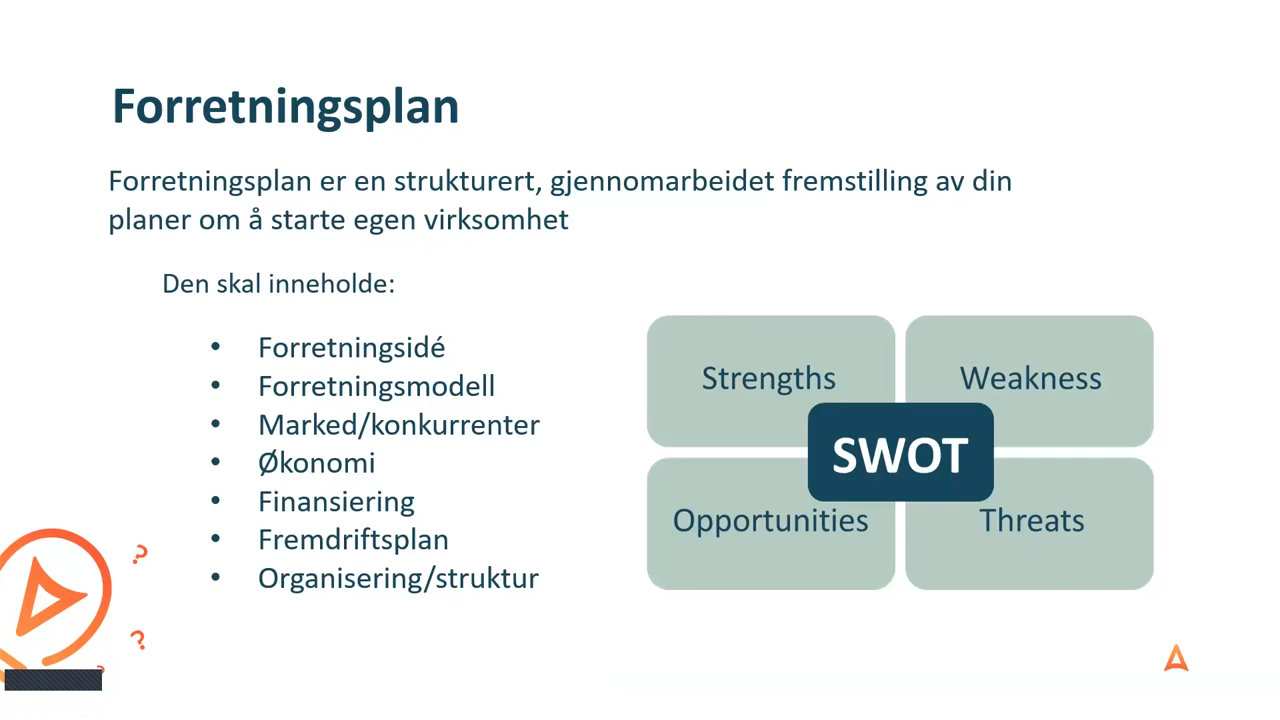 Forretningsplan
Forretningsplan er en strukturert, gjennomarbeidet fremstilling av din
planer om å starte egen virksomhet
Den skal inneholde:
• Forretningsidé
• Forretningsmodell
• Marked/konkurrenter
• Økonomi
• Finansiering
• Fremdriftsplan
• Organisering/struktur
Strengths
Weakness
SWOT
Opportunities
Threats
?
?
?